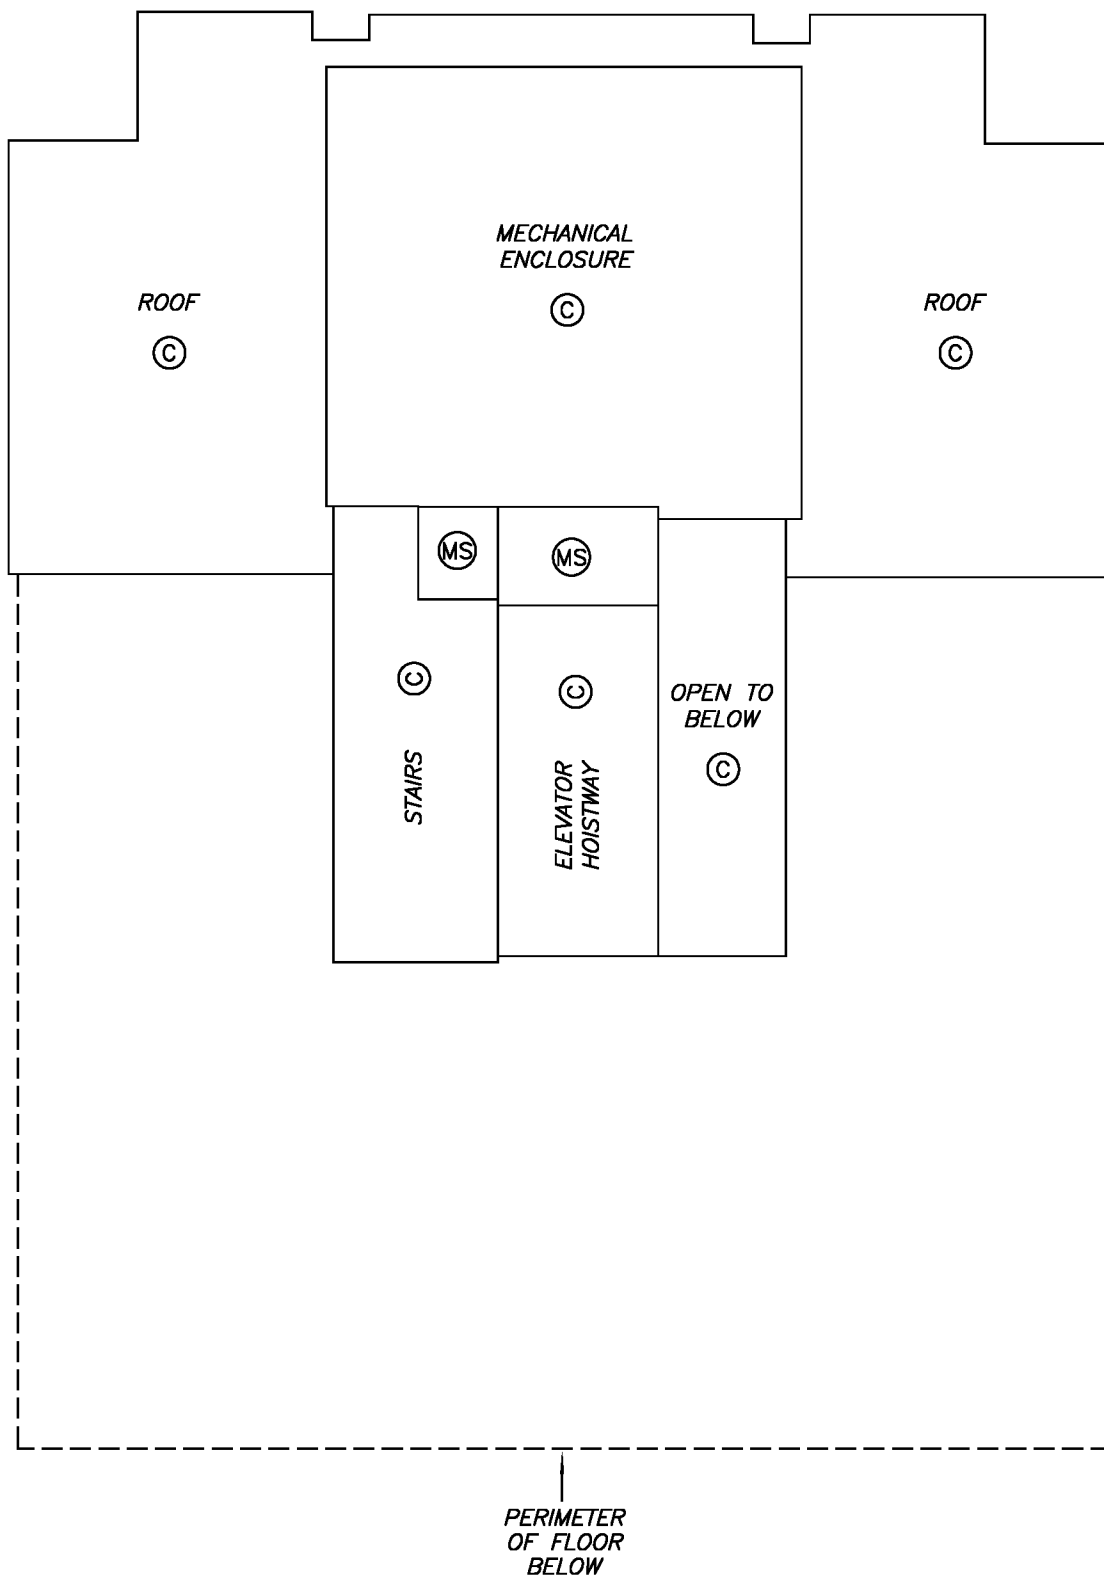 MECHANICAL
ENCLOSURE
C
ROOF
C
ROOF
C
MS
MS
C
STAIRS
C
ELEVATOR
HOISTWAY
OPEN TO
BELOW
C
PERIMETER
OF FLOOR
BELOW